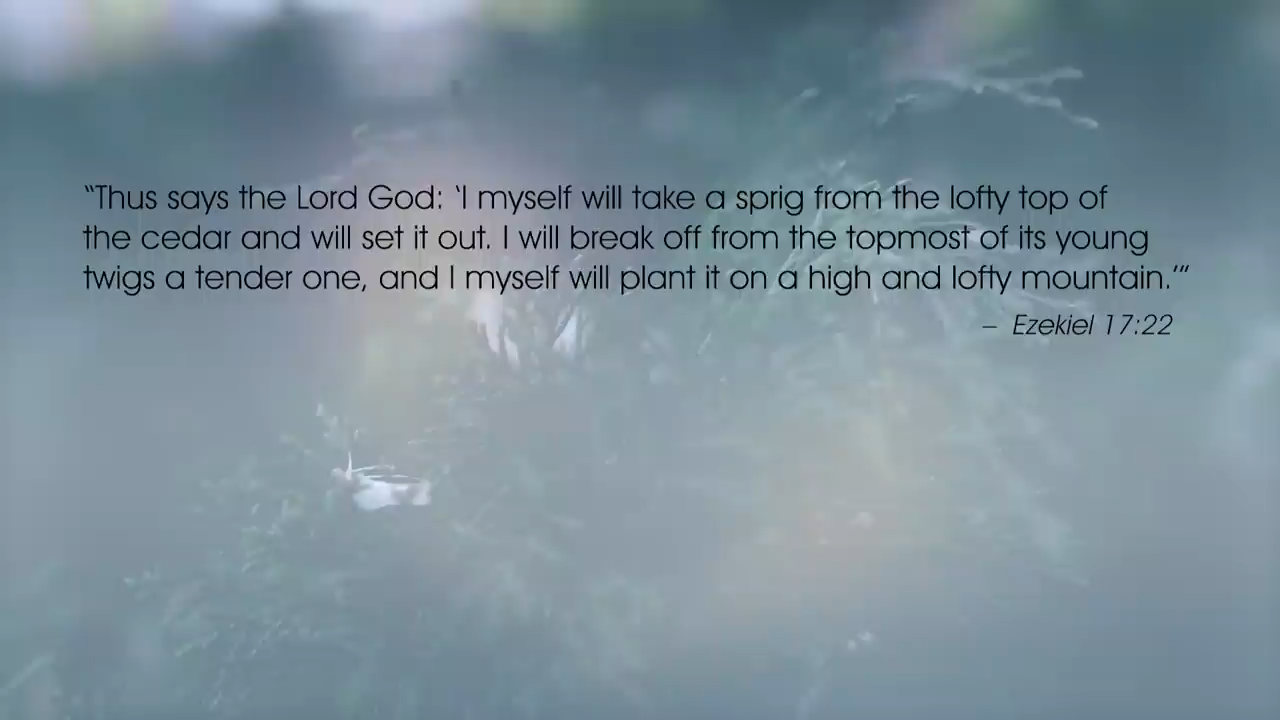 “Thus says the Lord God: ‘I myself will take a sprig from the lofty top of
the cedar and will set it out. I will break off from the topmost of its young
twigs a tender one, and I myself will plant it on a high and lofty mountain.’”
– Ezekiel 17:22